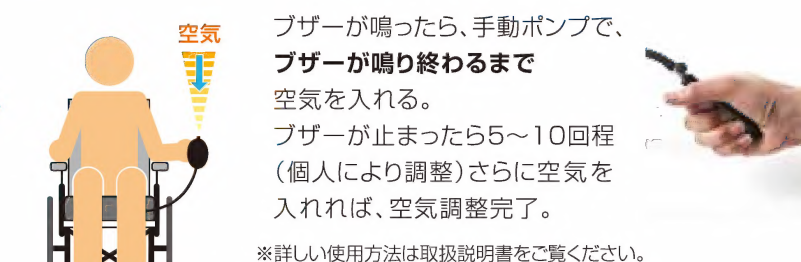 空気
ブザーが鳴ったら、手動ポンプで、
ブザーが鳴り終わるまで
空気を入れる。
ブザーが止まったら5〜10回程
（個人により調整）さらに空気を
入れれば、空気調整完了。
※詳しい使用方法は取扱説明書をご覧ください。